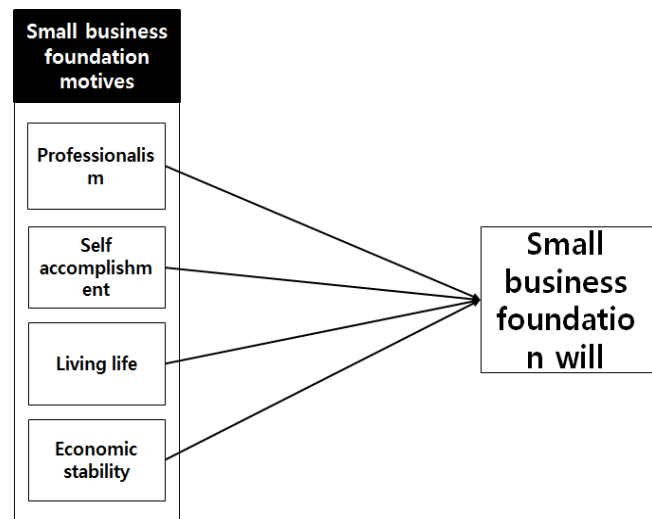 Small business
foundation
motives
Professionalis
m
Self
accomplishm
ent
Living life
Economic
stability
Small
business
foundatio
n will